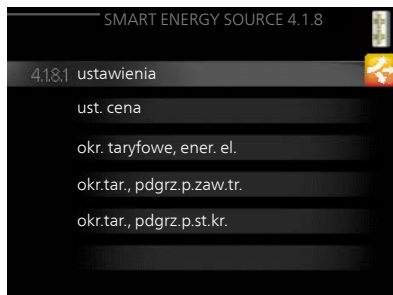 SMART ENERGY SOURCE 4.1.8
4.1.8.1 ustawienia
ust. cena
okr. taryfowe, ener. el.
okr.tar., pdgrz.p.zaw.tr.
okr.tar., pdgrz.p.st.kr.